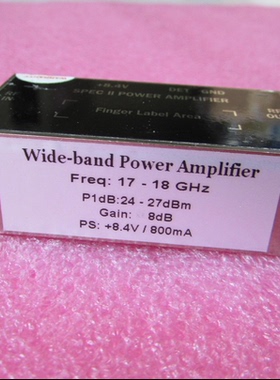 +8.4V DET GND
RF IN
SPEC II POWER AMPLIFIER
RF
Finger Label Area
Wide-band Power Amplifier
Freq: 17 - 18 GHz
P1dB:24 - 27dBm
Gain: 8dB
PS: +8.4V / 800mA